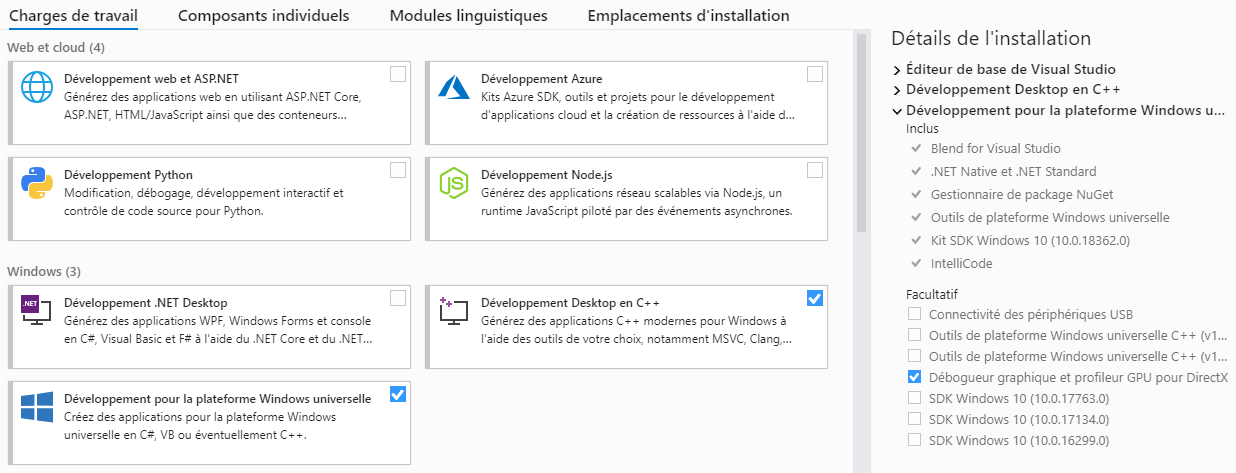 Charges de travail
Composants individuels
Modules linguistiques
Emplacements d'installation
Web et cloud (4)
Développement web et ASP.NET
Générez des applications web en utilisant ASP.NET Core,
ASP.NET, HTML/JavaScript ainsi que des conteneurs...
Développement Azure
Kits Azure SDK, outils et projets pour le développement
d'applications cloud et la création de ressources à l'aide d...
Développement Python
Modification, débogage, développement interactif et
contrôle de code source pour Python.
JS
Développement Node.js
Générez des applications réseau scalables via Node.js, un
runtime JavaScript piloté par des événements asynchrones.
Windows (3)
.NET
Développement .NET Desktop
Générez des applications WPF, Windows Forms et console
en C#, Visual Basic et F# à l'aide du .NET Core et du .NET...
Développement Desktop en C++
Générez des applications C++ modernes pour Windows à
l'aide des outils de votre choix, notamment MSVC, Clang,...
Développement pour la plateforme Windows universelle
Créez des applications pour la plateforme Windows
universelle en C#, VB ou éventuellement C++.
Détails de l'installation
Éditeur de base de Visual Studio
Développement Desktop en C++
Développement pour la plateforme Windows u...
Inclus
Blend for Visual Studio
.NET Native et .NET Standard
Gestionnaire de package NuGet
Outils de plateforme Windows universelle
Kit SDK Windows 10 (10.0.18362.0)
IntelliCode
Facultatif
Connectivité des périphériques USB
Outils de plateforme Windows universelle C++ (v1...
Outils de plateforme Windows universelle C++ (v1...
Débogueur graphique et profileur GPU pour DirectX
SDK Windows 10 (10.0.17763.0)
SDK Windows 10 (10.0.17134.0)
SDK Windows 10 (10.0.16299.0)